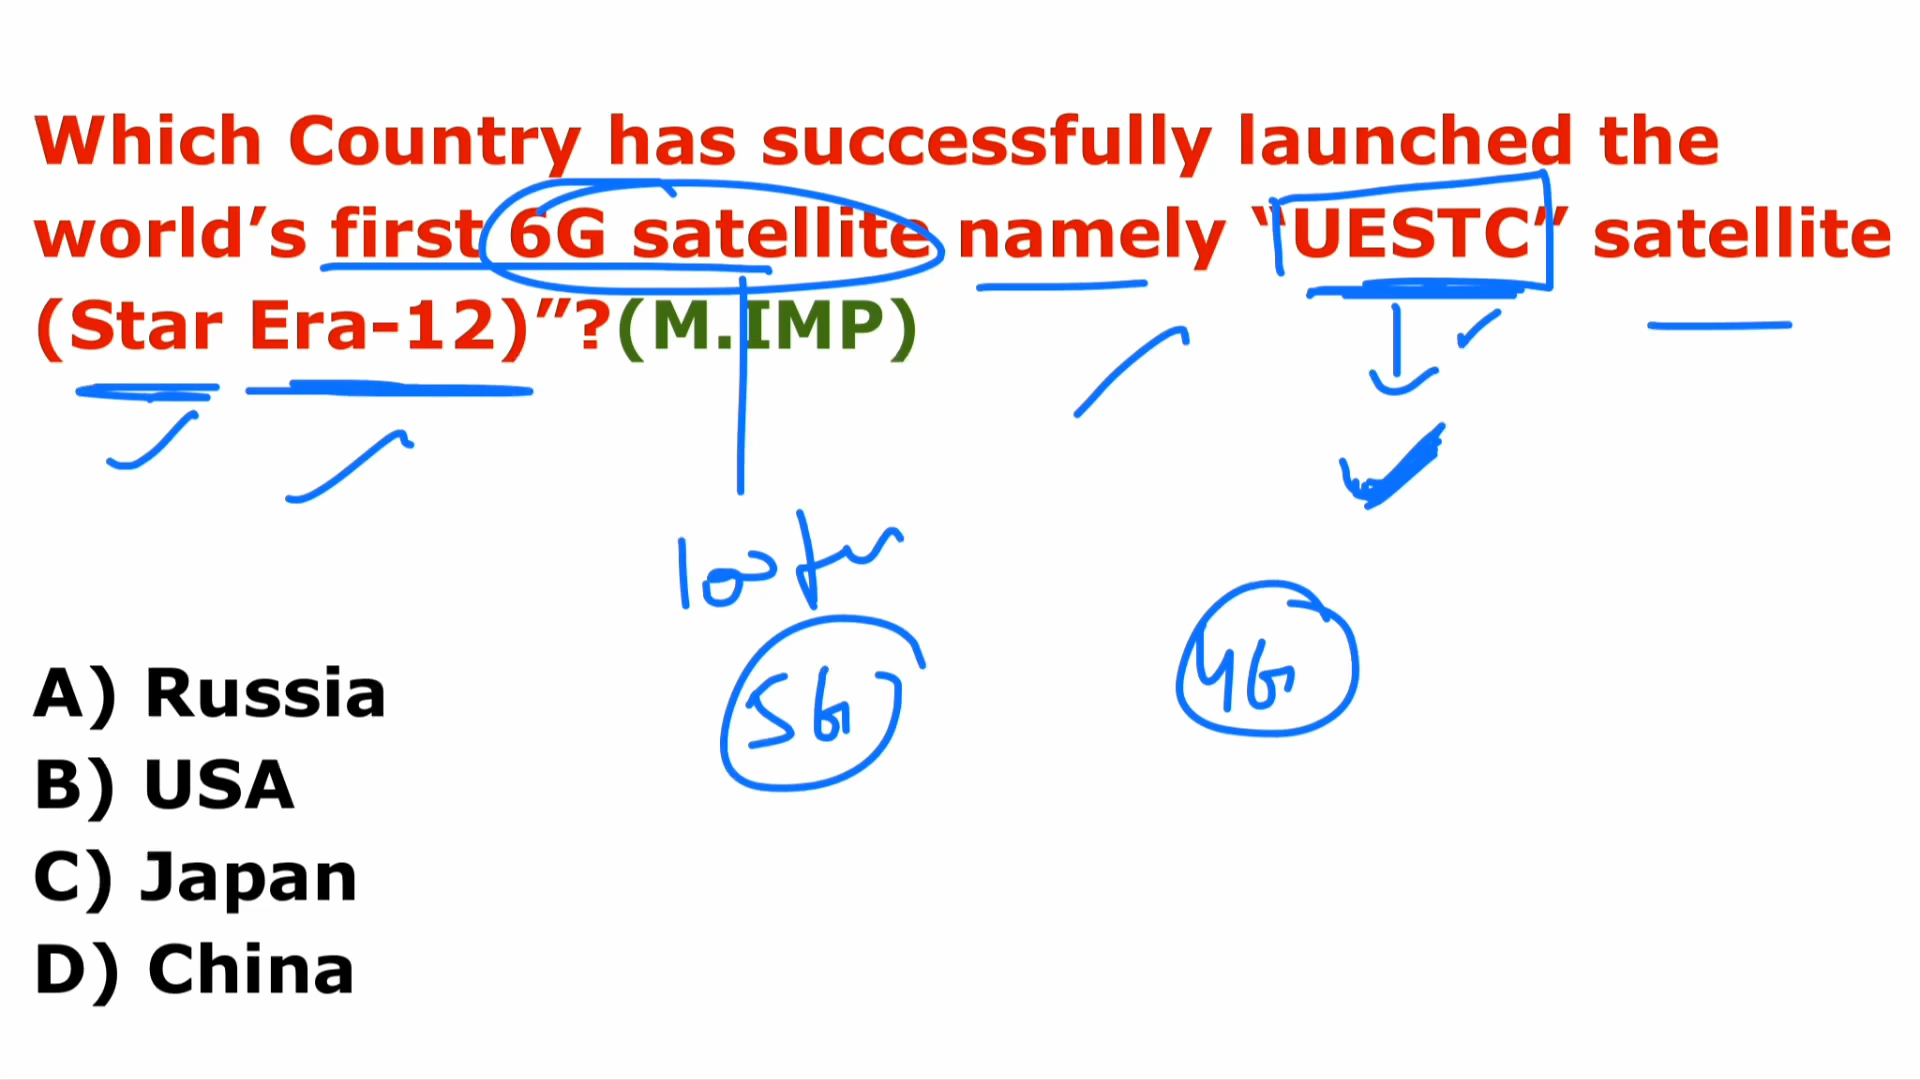 Which Country has successfully launched the
world’s first 6G satellite namely “UESTC” satellite
(Star Era-12)”?(M.IMP)
100
5G
4G
A) Russia
B) USA
C) Japan
D) China